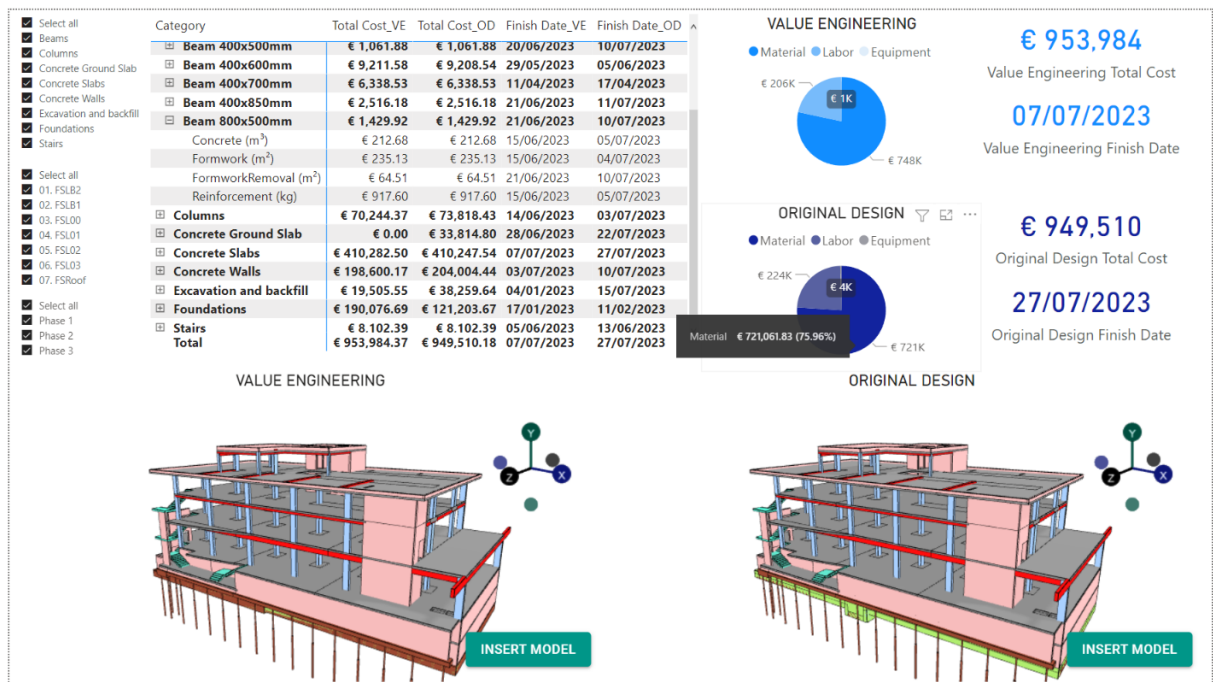 Select all
Beams
Columns
Concrete Ground Slab
Concrete Slabs
Concrete Walls
Excavation and backfill
Foundations
Stairs
Select all
01. FSLB2
02. FSLB1
03. FSL00
04. FSL01
05. FSL02
06. FSL03
07. FSRoof
Select all
Phase 1
Phase 2
Phase 3
Category Total Cost_VE Total Cost_OD Finish Date_VE Finish Date_OD
Beam 400x500mm € 1,061.88 € 1,061.88 20/06/2023 10/07/2023
Beam 400x600mm € 9,211.58 € 9,208.54 29/05/2023 05/06/2023
Beam 400x700mm € 6,338.53 € 6,338.53 11/04/2023 17/04/2023
Beam 400x850mm € 2,516.18 € 2,516.18 21/06/2023 11/07/2023
Beam 800x500mm € 1,429.92 € 1,429.92 21/06/2023 10/07/2023
Concrete (m³) € 212.68 € 212.68 15/06/2023 05/07/2023
Formwork (m²) € 235.13 € 235.13 15/06/2023 04/07/2023
FormworkRemoval (m²) € 64.51 € 64.51 21/06/2023 10/07/2023
Reinforcement (kg) € 917.60 € 917.60 15/06/2023 05/07/2023
Columns € 70,244.37 € 73,818.43 14/06/2023 03/07/2023
Concrete Ground Slab € 0.00 € 33,814.80 28/06/2023 22/07/2023
Concrete Slabs € 410,282.50 € 410,247.54 07/07/2023 27/07/2023
Concrete Walls € 198,600.17 € 204,004.44 03/07/2023 10/07/2023
Excavation and backfill € 19,505.55 € 38,259.64 04/01/2023 15/07/2023
Foundations € 190,076.69 € 121,203.67 17/01/2023 11/02/2023
Stairs € 8.102.39 € 8.102.39 05/06/2023 13/06/2023
Total € 953,984.37 € 949,510.18 07/07/2023 27/07/2023
VALUE ENGINEERING
Material Labor Equipment
€ 206K
€ 1K
€ 748K
€ 953,984
Value Engineering Total Cost
07/07/2023
Value Engineering Finish Date
ORIGINAL DESIGN
Material Labor Equipment
€ 224K
€ 4K
€ 721K
Material € 721,061.83 (75.96%)
€ 949,510
Original Design Total Cost
27/07/2023
Original Design Finish Date
VALUE ENGINEERING
Y
Z
X
INSERT MODEL
ORIGINAL DESIGN
Y
Z
X
INSERT MODEL